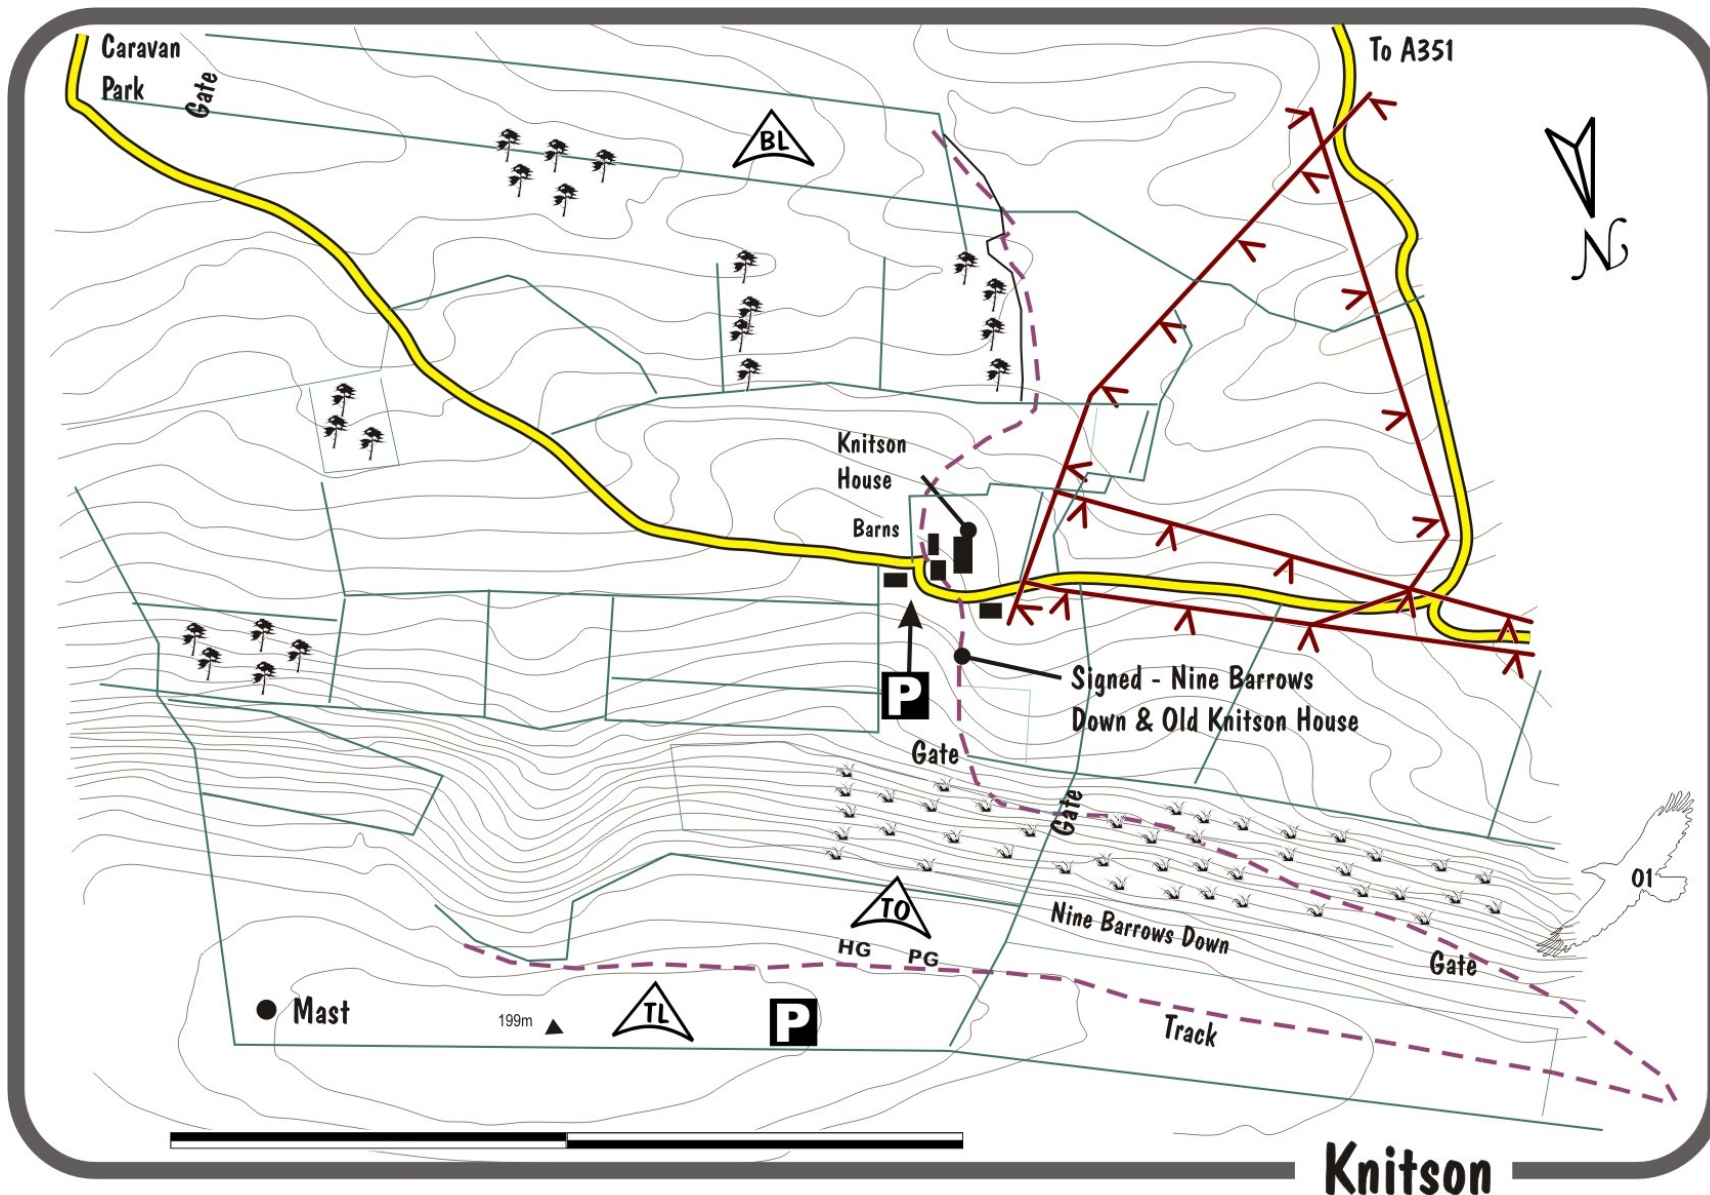 Caravan
Park
Gate
To A351
BL
N
Knitson
House
Barns
P
Signed - Nine Barrows
Down & Old Knitson House
Gate
Gate
01
TO
HG PG
Nine Barrows Down
Gate
Mast
199m
TL
P
Track
Knitson